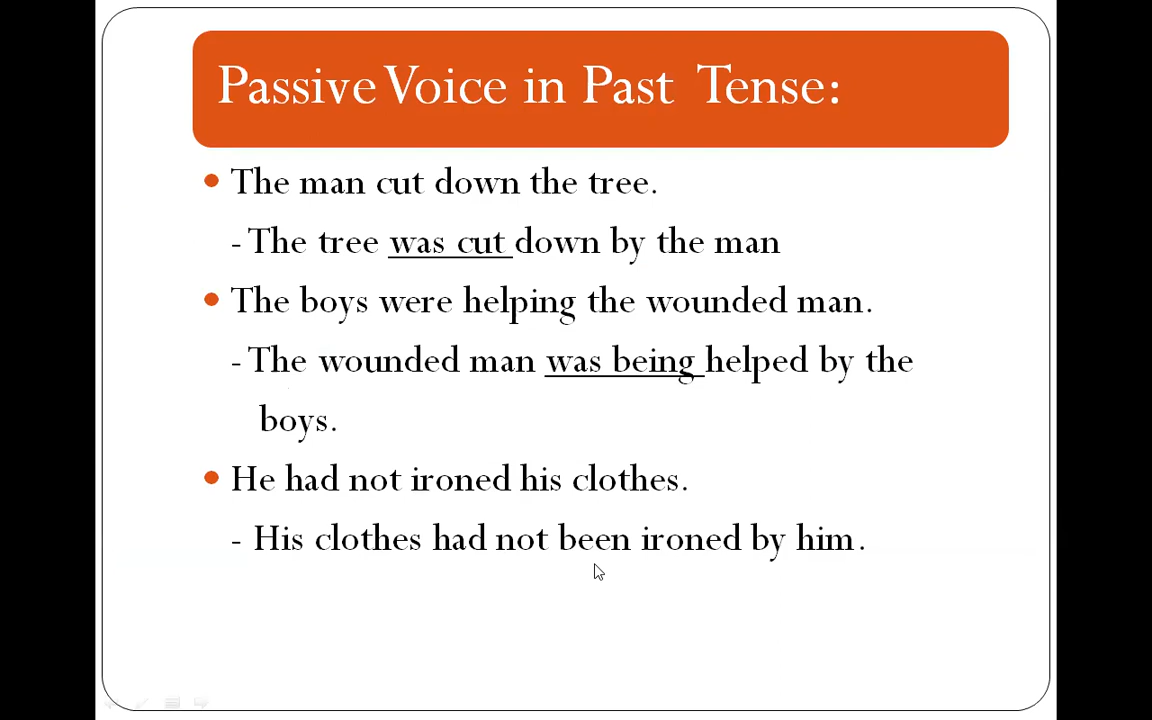 Passive Voice in Past Tense:
• The man cut down the tree.
- The tree was cut down by the man
• The boys were helping the wounded man.
- The wounded man was being helped by the
boys.
• He had not ironed his clothes.
- His clothes had not been ironed by him.